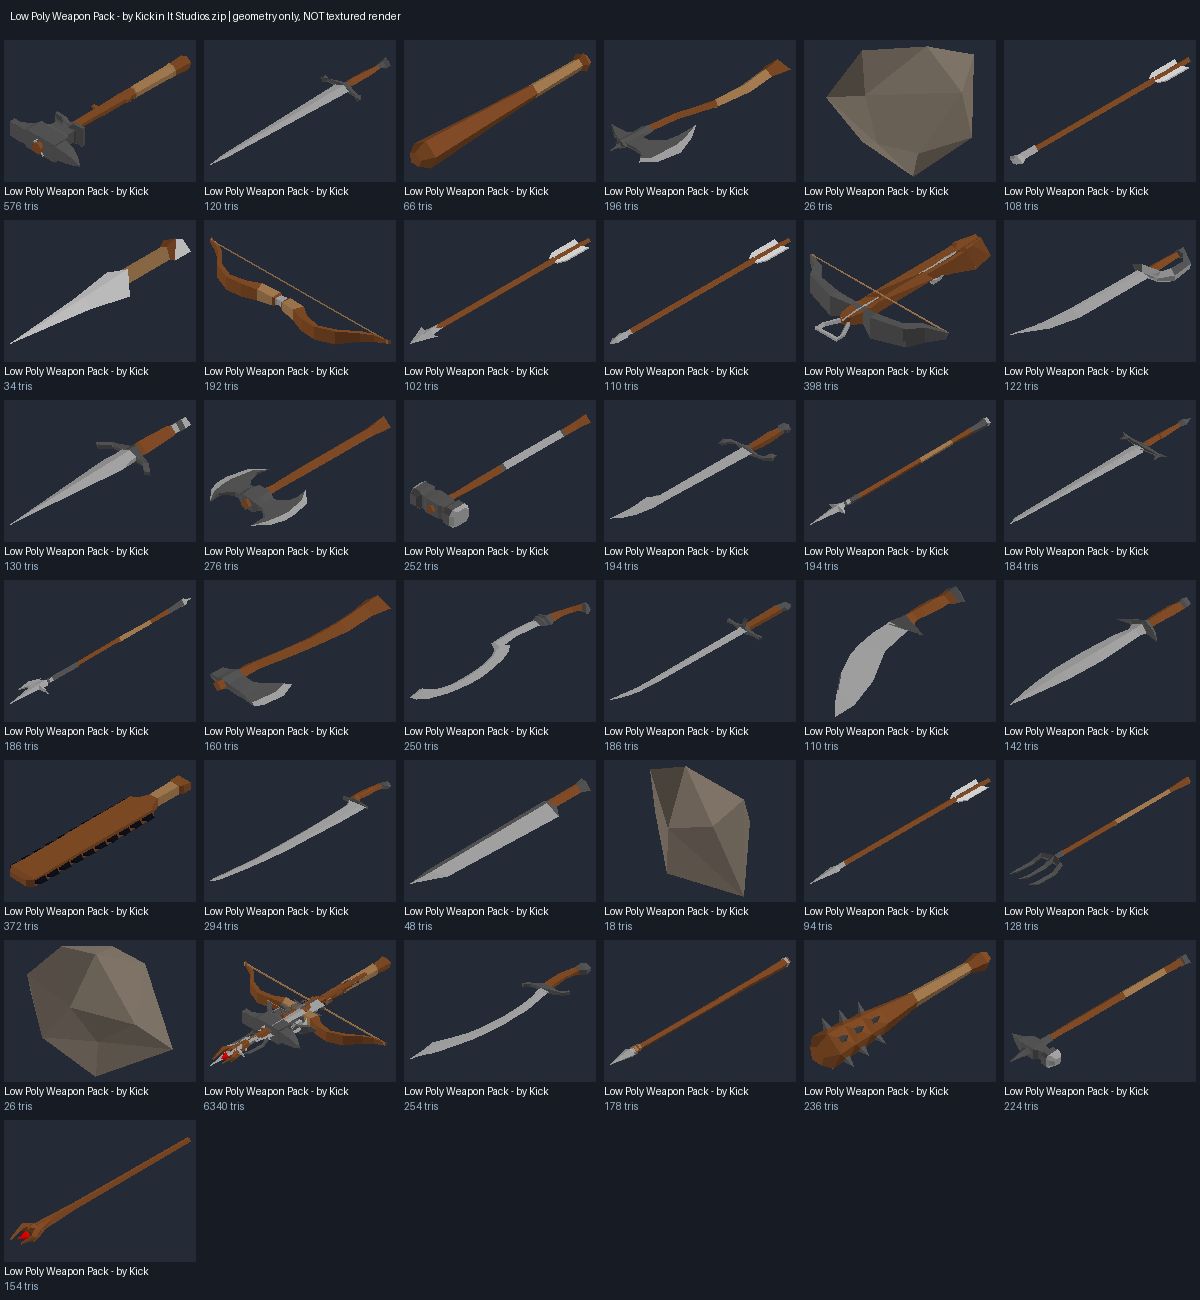 Low Poly Weapon Pack - by Kickin It Studios.zip | geometry only, NOT textured render
Low Poly Weapon Pack - by Kick
576 tris
Low Poly Weapon Pack - by Kick
120 tris
Low Poly Weapon Pack - by Kick
66 tris
Low Poly Weapon Pack - by Kick
196 tris
Low Poly Weapon Pack - by Kick
26 tris
Low Poly Weapon Pack - by Kick
108 tris
Low Poly Weapon Pack - by Kick
34 tris
Low Poly Weapon Pack - by Kick
192 tris
Low Poly Weapon Pack - by Kick
102 tris
Low Poly Weapon Pack - by Kick
110 tris
Low Poly Weapon Pack - by Kick
398 tris
Low Poly Weapon Pack - by Kick
122 tris
Low Poly Weapon Pack - by Kick
130 tris
Low Poly Weapon Pack - by Kick
276 tris
Low Poly Weapon Pack - by Kick
252 tris
Low Poly Weapon Pack - by Kick
194 tris
Low Poly Weapon Pack - by Kick
194 tris
Low Poly Weapon Pack - by Kick
184 tris
Low Poly Weapon Pack - by Kick
186 tris
Low Poly Weapon Pack - by Kick
160 tris
Low Poly Weapon Pack - by Kick
250 tris
Low Poly Weapon Pack - by Kick
186 tris
Low Poly Weapon Pack - by Kick
110 tris
Low Poly Weapon Pack - by Kick
142 tris
Low Poly Weapon Pack - by Kick
372 tris
Low Poly Weapon Pack - by Kick
294 tris
Low Poly Weapon Pack - by Kick
48 tris
Low Poly Weapon Pack - by Kick
18 tris
Low Poly Weapon Pack - by Kick
94 tris
Low Poly Weapon Pack - by Kick
128 tris
Low Poly Weapon Pack - by Kick
26 tris
Low Poly Weapon Pack - by Kick
6340 tris
Low Poly Weapon Pack - by Kick
254 tris
Low Poly Weapon Pack - by Kick
178 tris
Low Poly Weapon Pack - by Kick
236 tris
Low Poly Weapon Pack - by Kick
224 tris
Low Poly Weapon Pack - by Kick
154 tris